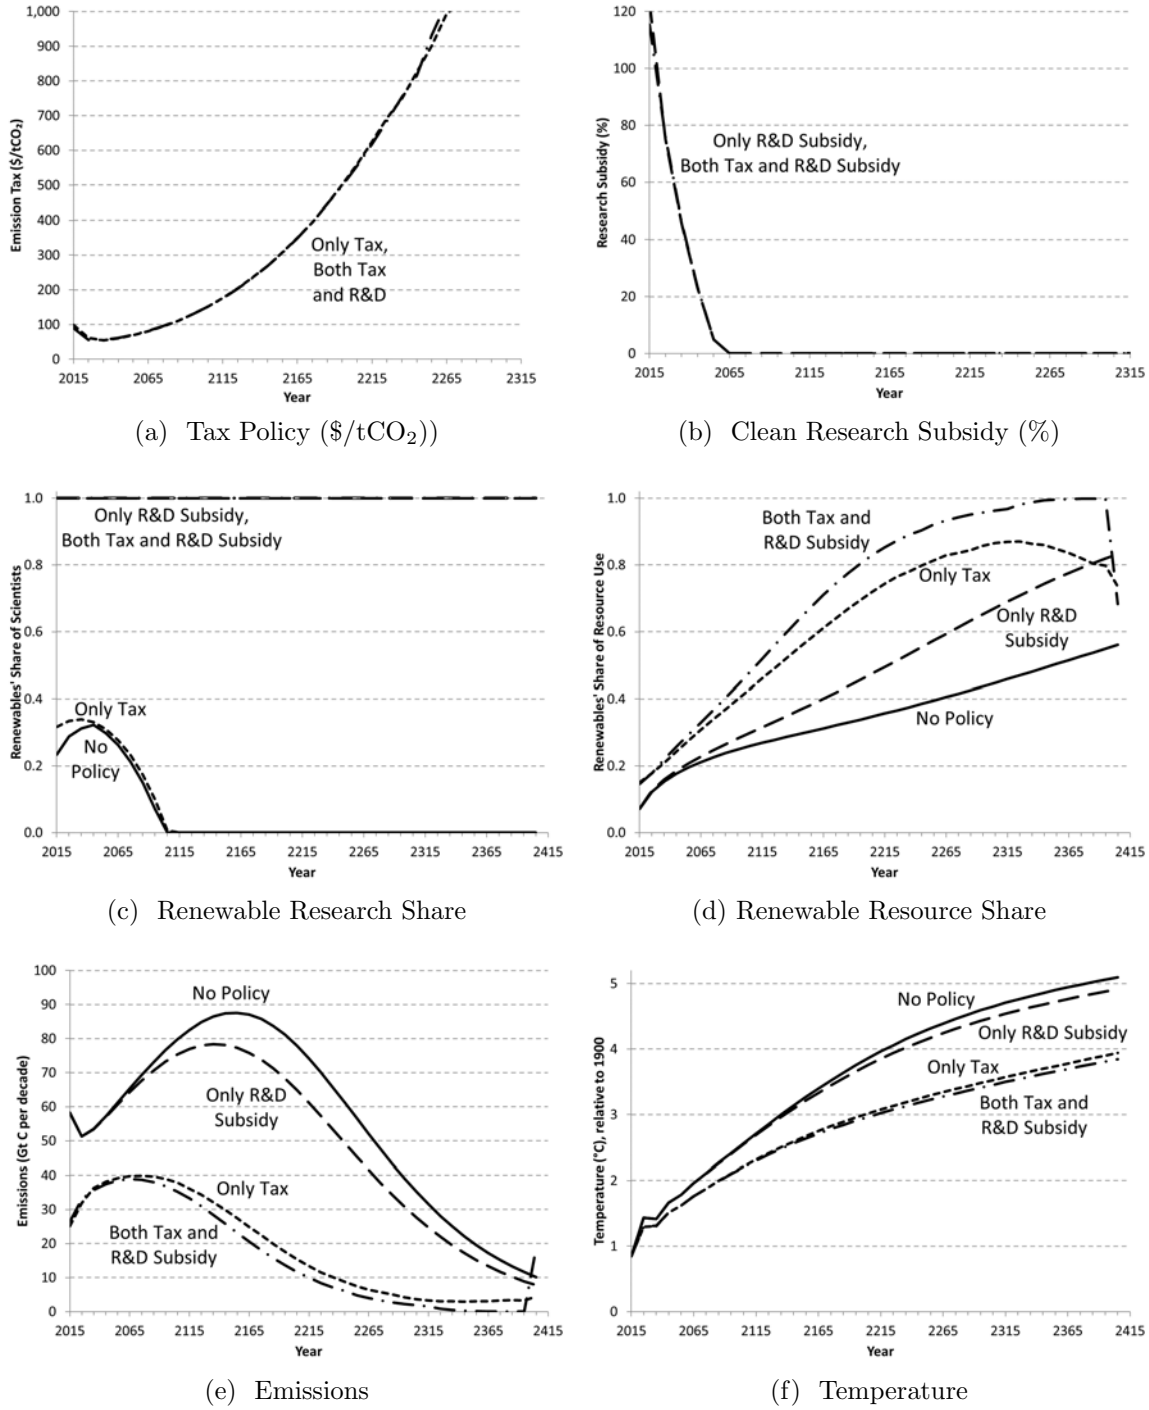 1,000
900
800
700
600
500
400
300
200
100
0
Emission Tax ($/tCO₂)
Only Tax,
Both Tax
and R&D
2015 2065 2115 2165 2215 2265 2315
Year
(a) Tax Policy ($/tCO₂))
120
100
80
60
40
20
0
Research Subsidy (%)
Only R&D Subsidy,
Both Tax and R&D Subsidy
2015 2065 2115 2165 2215 2265 2315
Year
(b) Clean Research Subsidy (%)
1.0
0.8
0.6
0.4
0.2
0.0
Renewables' Share of Scientists
Only R&D Subsidy,
Both Tax and R&D Subsidy
Only Tax
No
Policy
2015 2065 2115 2165 2215 2265 2315 2365 2415
Year
(c) Renewable Research Share
1.0
0.8
0.6
0.4
0.2
0.0
Renewables' Share of Resource Use
Both Tax and
R&D Subsidy
Only Tax
Only R&D
Subsidy
No Policy
2015 2065 2115 2165 2215 2265 2315 2365 2415
Year
(d) Renewable Resource Share
100
90
80
70
60
50
40
30
20
10
0
Emissions (Gt C per decade)
No Policy
Only R&D
Subsidy
Only Tax
Both Tax and
R&D Subsidy
2015 2065 2115 2165 2215 2265 2315 2365 2415
Year
(e) Emissions
5
4
3
2
1
0
Temperature (°C), relative to 1900
No Policy
Only R&D Subsidy
Only Tax
Both Tax and
R&D Subsidy
2015 2065 2115 2165 2215 2265 2315 2365 2415
Year
(f) Temperature